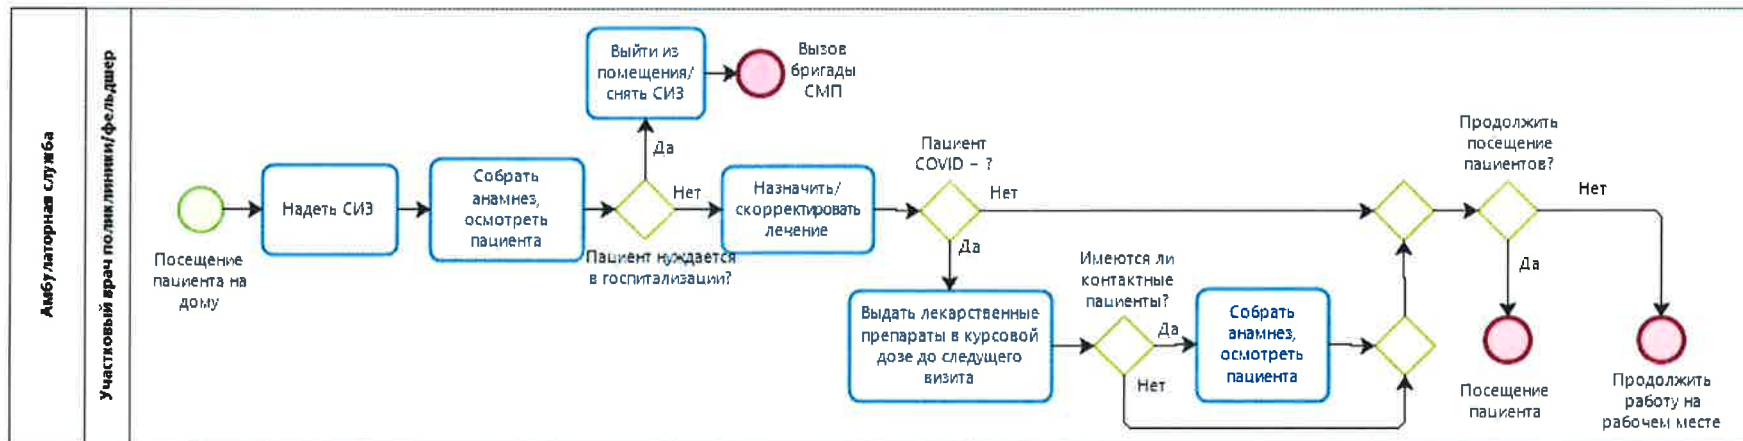 Амбулаторная служба
Участковый врач поликлиники/фельдшер
Посещение
пациента на
дому
Надеть СИЗ
Собрать
анамнез,
осмотреть
пациента
Пациент нуждается
в госпитализации?
Да
Выйти из
помещения/
снять СИЗ
Вызов
бригады
СМП
Нет
Назначить/
скорректировать
лечение
Пациент
COVID – ?
Нет
Да
Выдать лекарственные
препараты в курсовой
дозе до следущего
визита
Имеются ли
контактные
пациенты?
Да
Нет
Собрать
анамнез,
осмотреть
пациента
Продолжить
посещение
пациентов?
Нет
Да
Посещение
пациента
Продолжить
работу на
рабочем месте